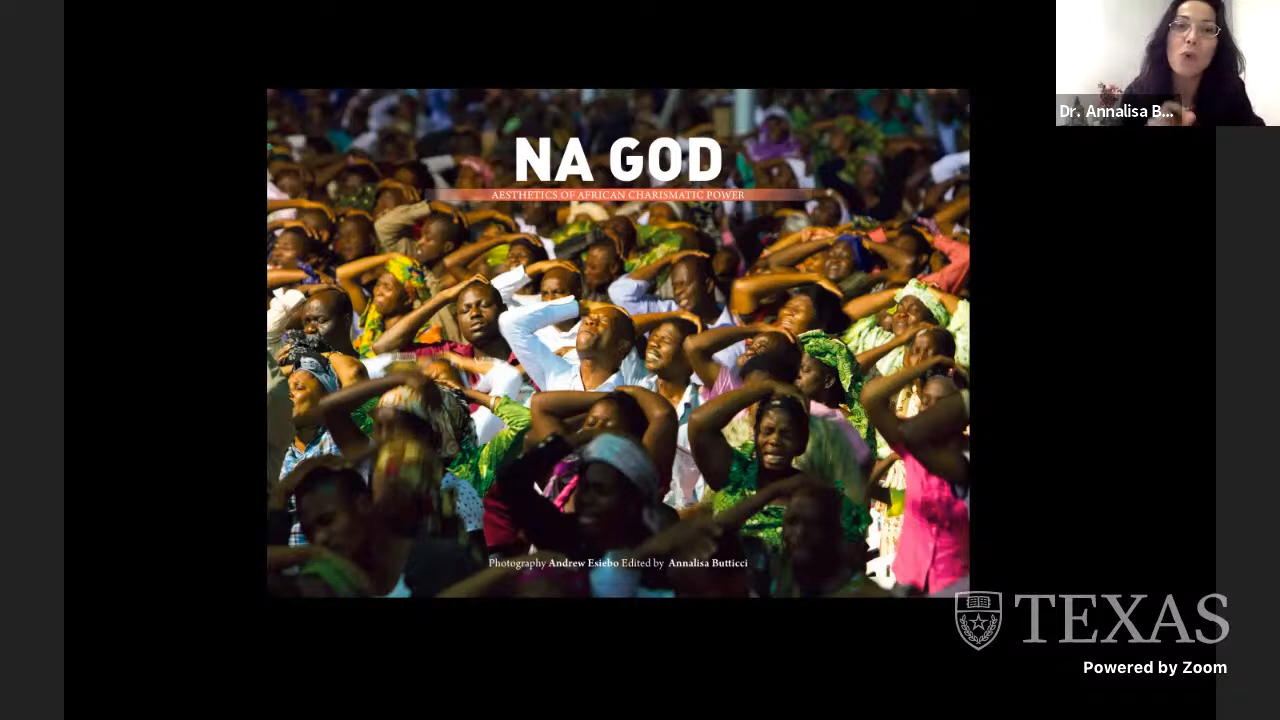 Dr. Annalisa B...
NA GOD
AESTHETICS OF AFRICAN CHARISMATIC POWER
Photography Andrew Esiebo Edited by Annalisa Butticci
TEXAS
Powered by Zoom